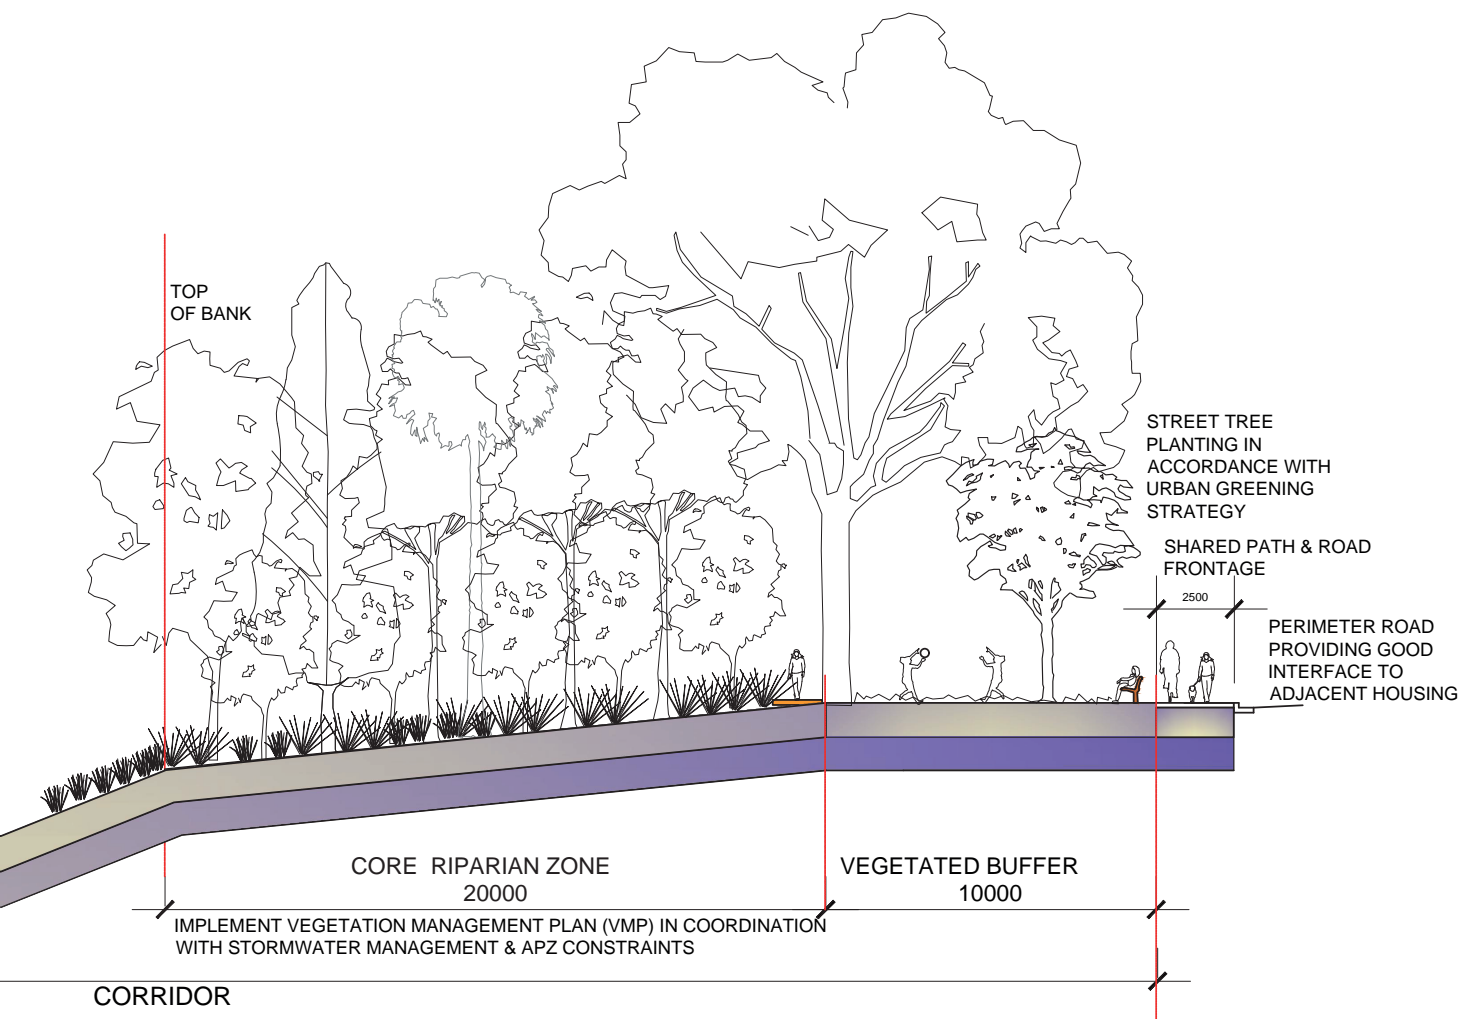 TOP
OF BANK
STREET TREE
PLANTING IN
ACCORDANCE WITH
URBAN GREENING
STRATEGY
SHARED PATH & ROAD
FRONTAGE
2500
PERIMETER ROAD
PROVIDING GOOD
INTERFACE TO
ADJACENT HOUSING
CORE RIPARIAN ZONE
20000
VEGETATED BUFFER
10000
IMPLEMENT VEGETATION MANAGEMENT PLAN (VMP) IN COORDINATION
WITH STORMWATER MANAGEMENT & APZ CONSTRAINTS
CORRIDOR